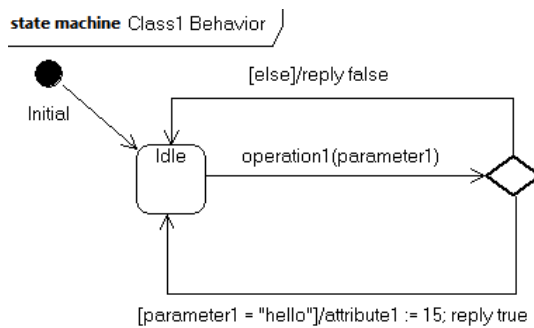 state machine Class1 Behavior
[else]/reply false
Initial
Idle
operation1(parameter1)
[parameter1 = "hello"]/attribute1 := 15; reply true